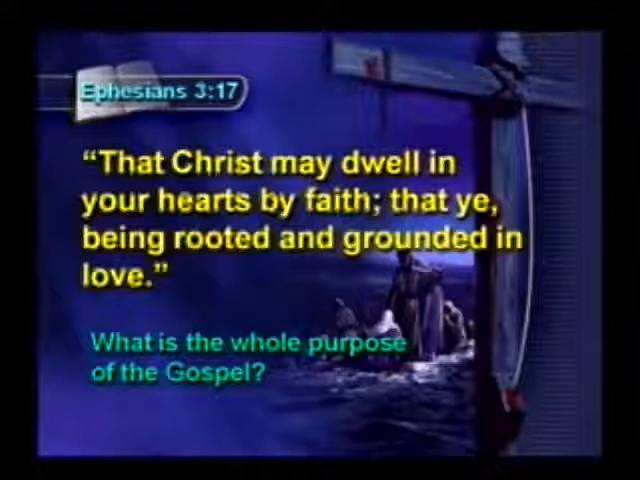 Ephesians 3:17
“That Christ may dwell in
your hearts by faith; that ye,
being rooted and grounded in
love.”
What is the whole purpose
of the Gospel?